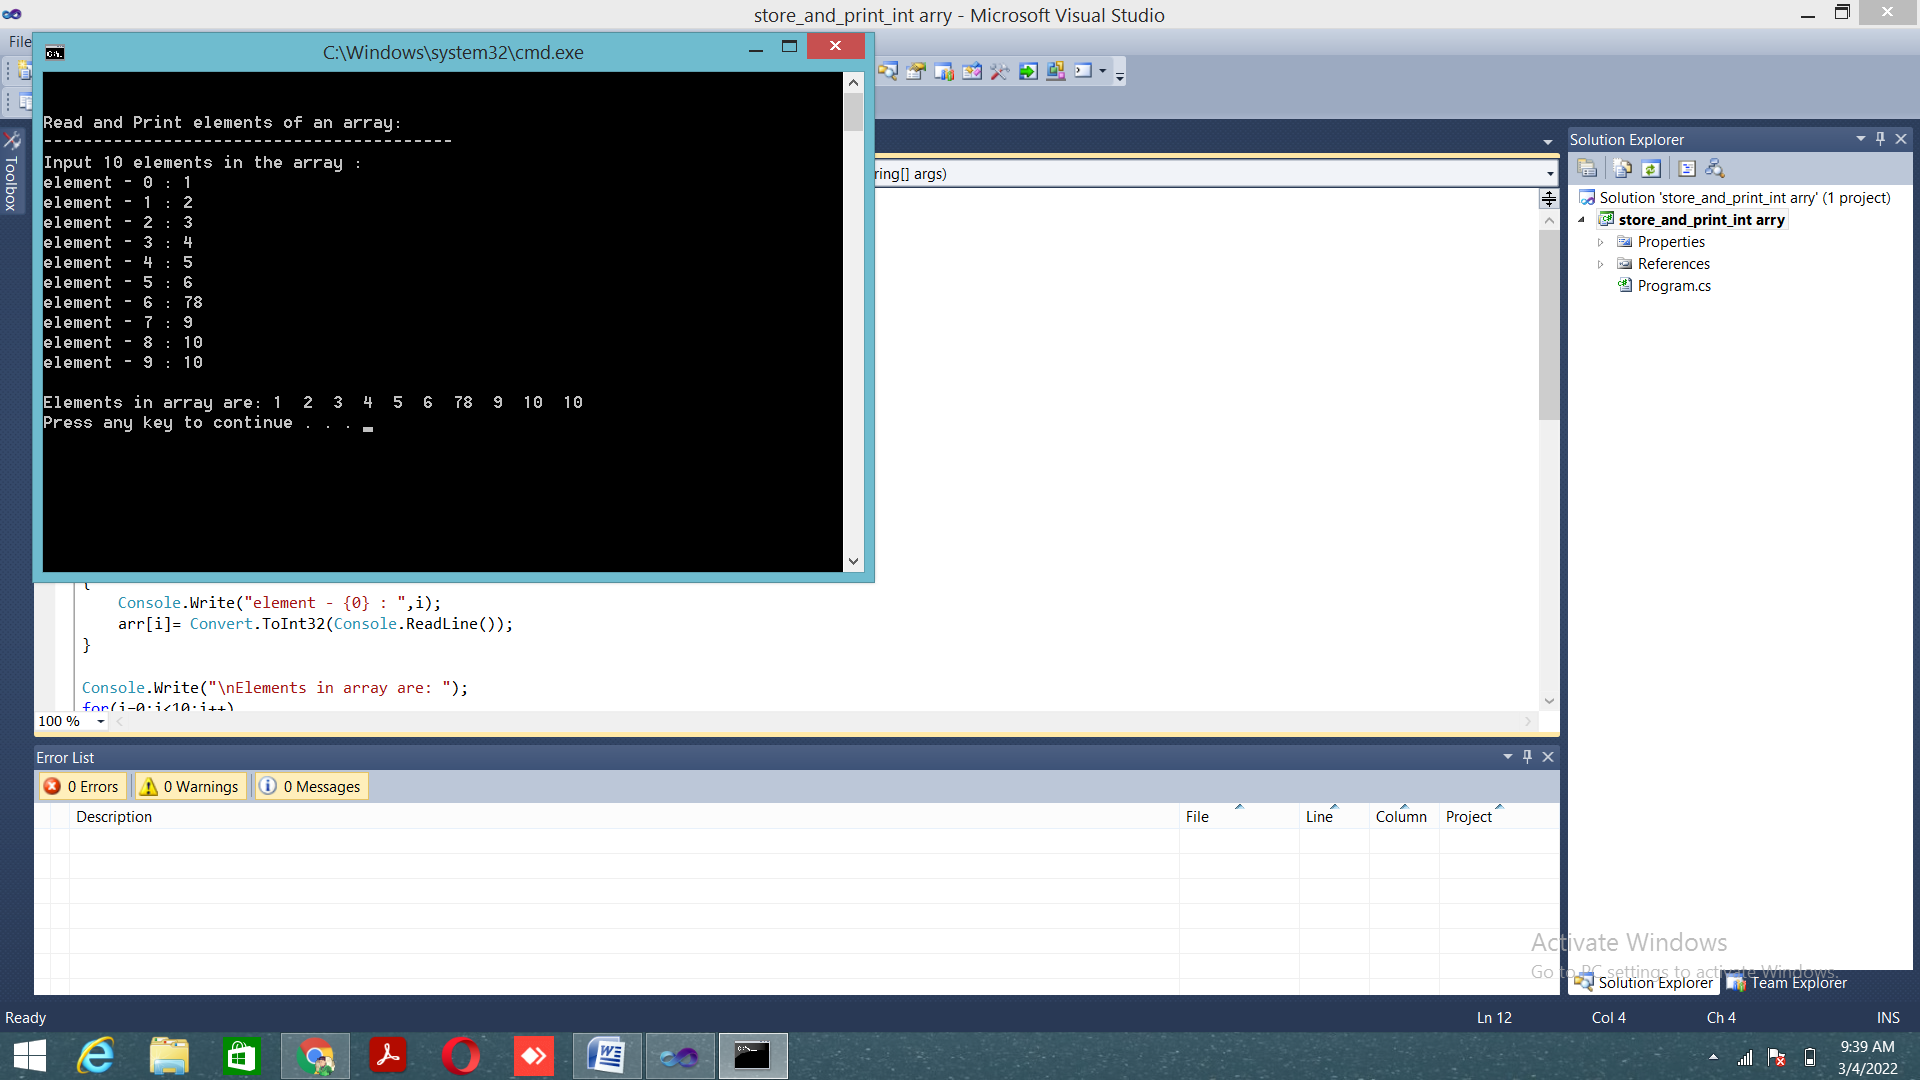 store_and_print_int arry - Microsoft Visual Studio
File
C:\Windows\system32\cmd.exe
Read and Print elements of an array:
-----------------------------------------
Input 10 elements in the array :
element - 0 : 1
element - 1 : 2
element - 2 : 3
element - 3 : 4
element - 4 : 5
element - 5 : 6
element - 6 : 78
element - 7 : 9
element - 8 : 10
element - 9 : 10
Elements in array are: 1  2  3  4  5  6  78  9  10  10
Press any key to continue . . .
Toolbox
ring[] args)
{
Console.Write("element - {0} : ",i);
arr[i]= Convert.ToInt32(Console.ReadLine());
}
Console.Write("\nElements in array are: ");
for(i=0;i<10;i++)
100 %
Solution Explorer
Solution 'store_and_print_int arry' (1 project)
store_and_print_int arry
Properties
References
Program.cs
Error List
0 Errors
0 Warnings
0 Messages
Description
File
Line
Column
Project
Activate Windows
Go to PC settings to activate Windows.
Solution Explorer
Team Explorer
Ready
Ln 12
Col 4
Ch 4
INS
9:39 AM
3/4/2022